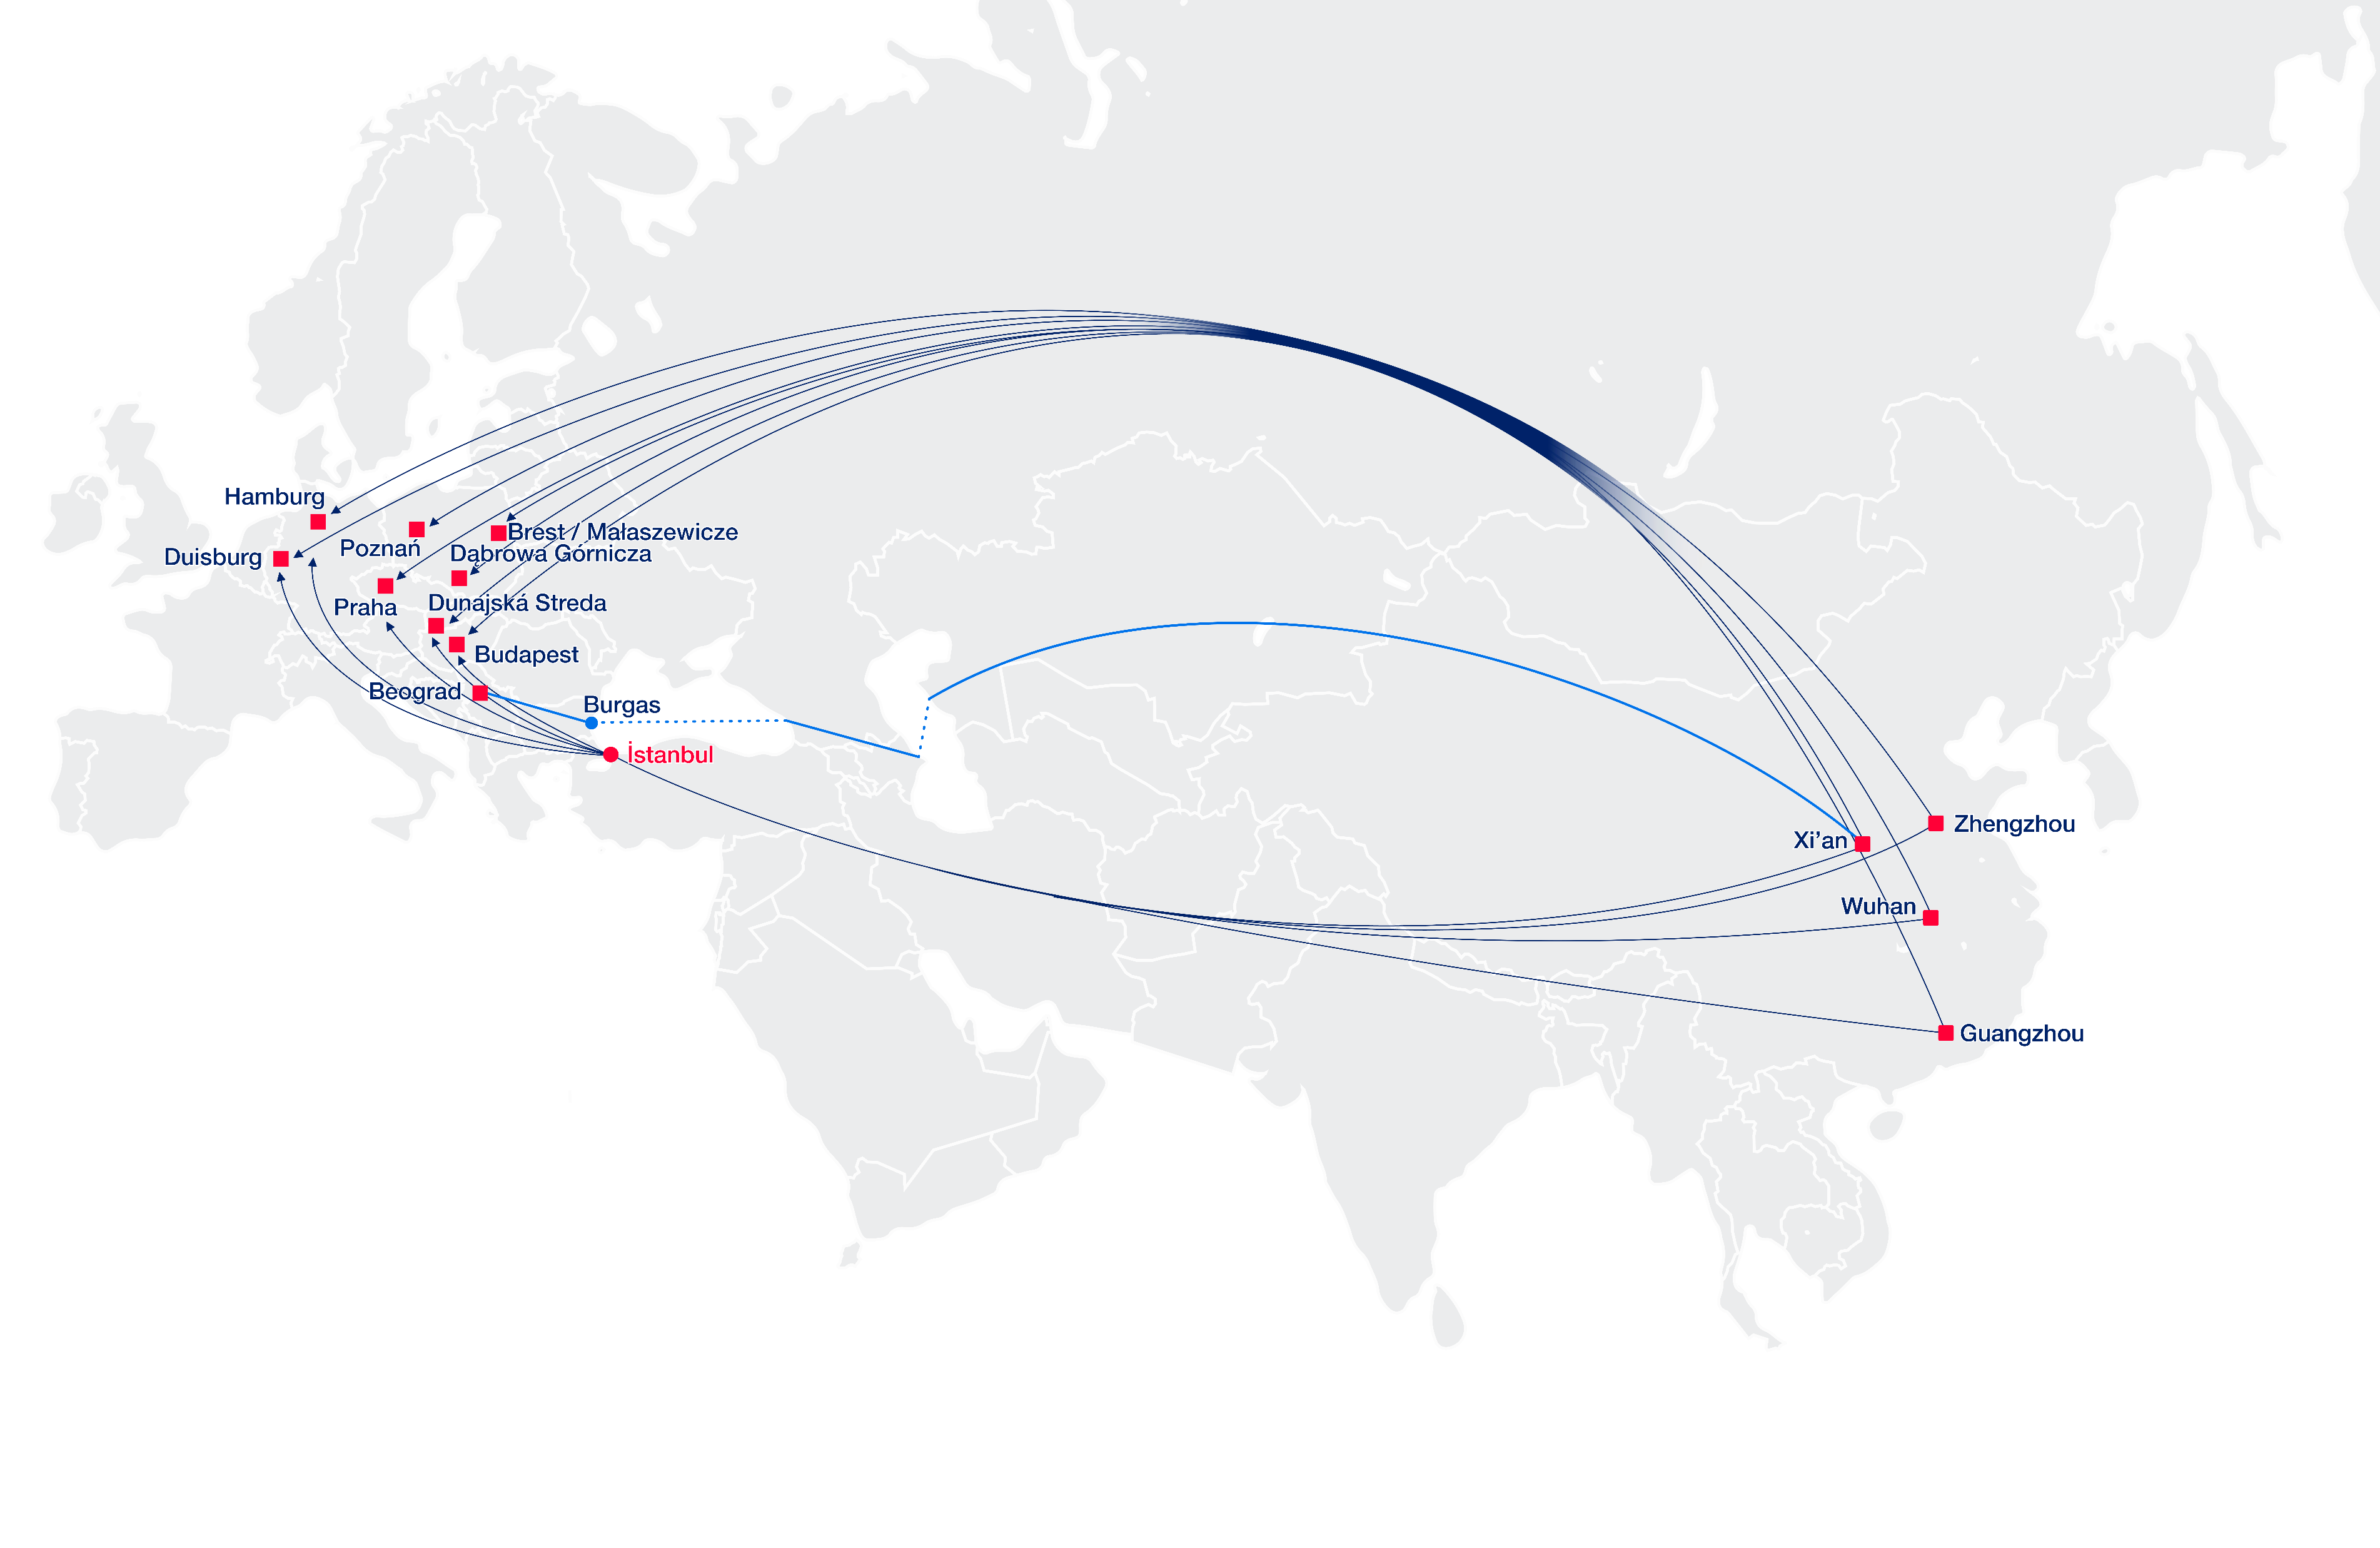 Hamburg
Brest / Małaszewicze
Poznań
Dąbrowa Górnicza
Duisburg
Dunajská Streda
Praha
Budapest
Beograd
Burgas
İstanbul
Zhengzhou
Xi’an
Wuhan
Guangzhou